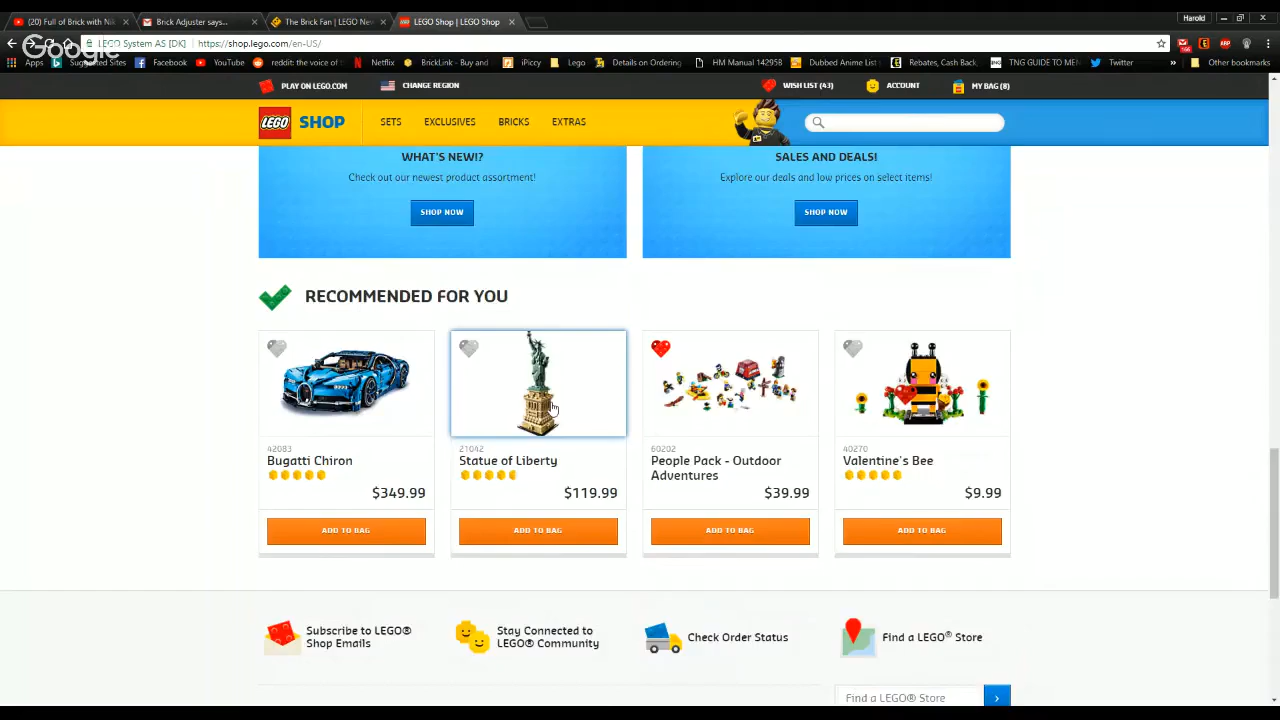 (20) Full of Brick with Nik
Brick Adjuster says...
The Brick Fan | LEGO New
LEGO Shop | LEGO Shop
Harold
LEGO System AS [DK]
https://shop.lego.com/en-US/
Google
Apps
Suggested Sites
Facebook
YouTube
reddit: the voice of
Netflix
BrickLink - Buy and
iPiccy
Lego
Details on Ordering
HM Manual 142958
Dubbed Anime List
Rebates, Cash Back,
TNG GUIDE TO MEN
Twitter
»
Other bookmarks
PLAY ON LEGO.COM
CHANGE REGION
WISH LIST (43)
ACCOUNT
MY BAG (8)
LEGO
SHOP
SETS
EXCLUSIVES
BRICKS
EXTRAS
WHAT'S NEW!?
Check out our newest product assortment!
SHOP NOW
SALES AND DEALS!
Explore our deals and low prices on select items!
SHOP NOW
RECOMMENDED FOR YOU
42083
Bugatti Chiron
$349.99
ADD TO BAG
21042
Statue of Liberty
$119.99
ADD TO BAG
60202
People Pack - Outdoor
Adventures
$39.99
ADD TO BAG
40270
Valentine's Bee
$9.99
ADD TO BAG
Subscribe to LEGO®
Shop Emails
Stay Connected to
LEGO® Community
Check Order Status
Find a LEGO® Store
Find a LEGO® Store